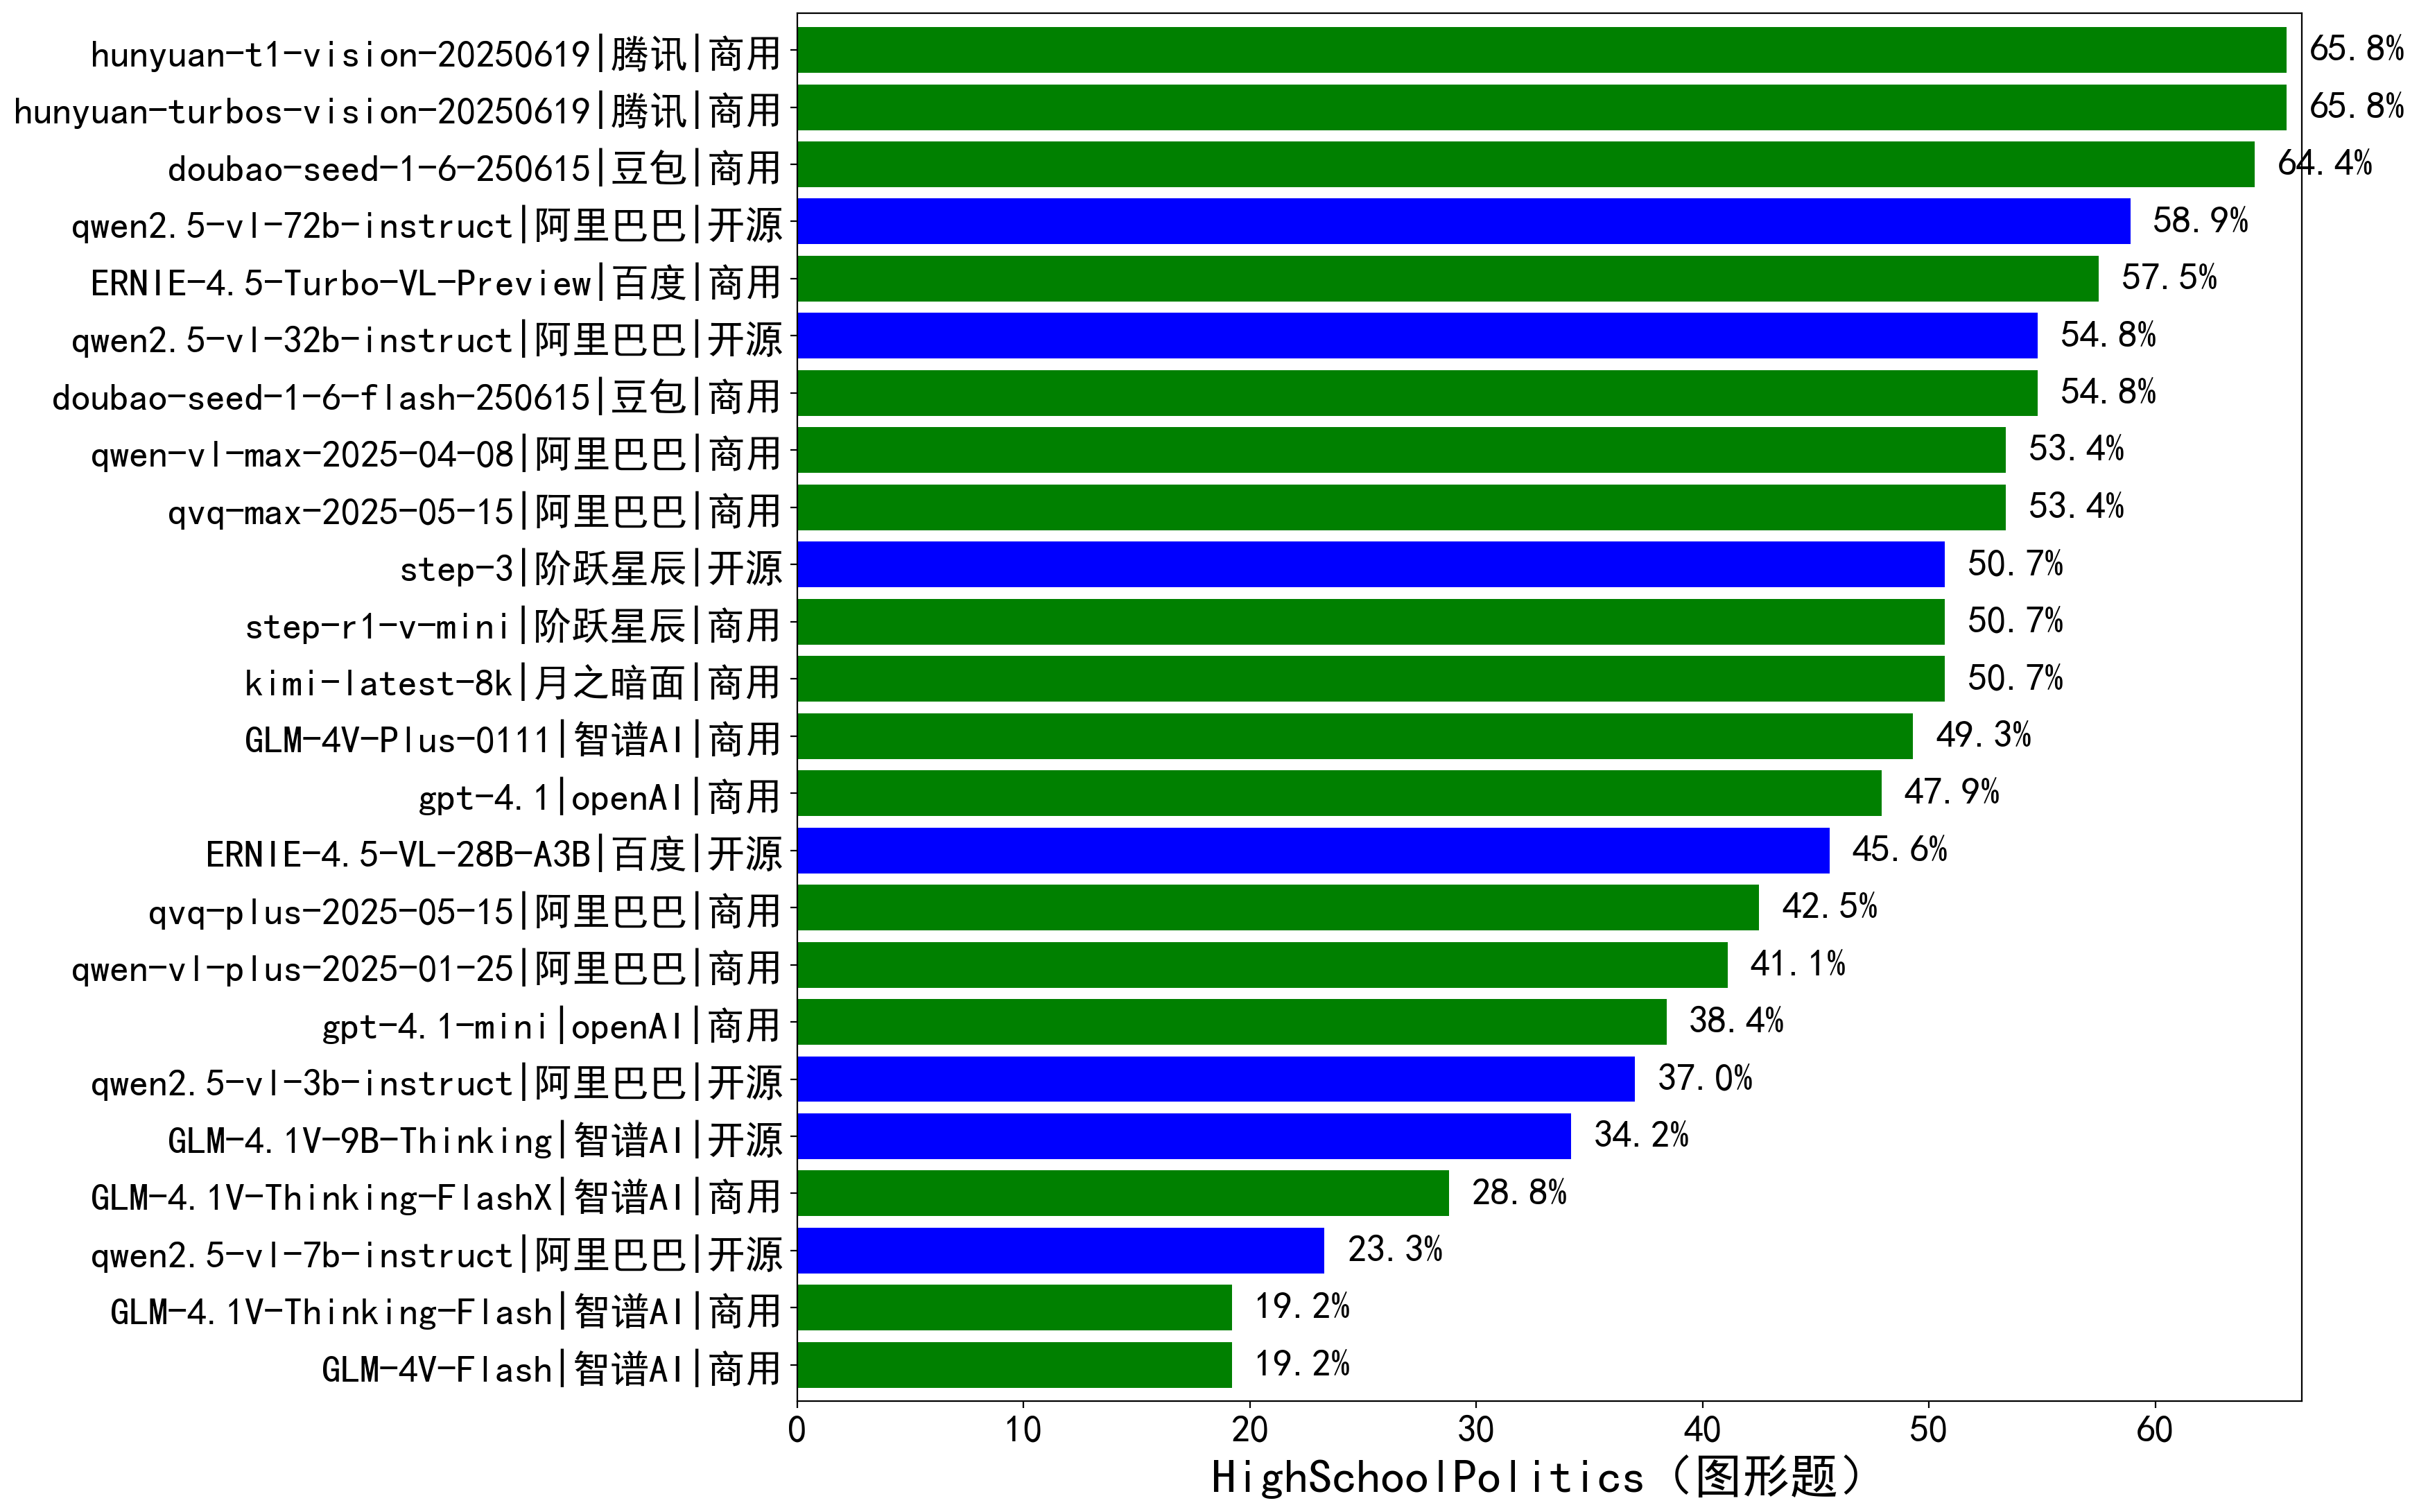 hunyuan-t1-vision-20250619|腾讯|商用 65.8%
hunyuan-turbos-vision-20250619|腾讯|商用 65.8%
doubao-seed-1-6-250615|豆包|商用 64.4%
qwen2.5-vl-72b-instruct|阿里巴巴|开源 58.9%
ERNIE-4.5-Turbo-VL-Preview|百度|商用 57.5%
qwen2.5-vl-32b-instruct|阿里巴巴|开源 54.8%
doubao-seed-1-6-flash-250615|豆包|商用 54.8%
qwen-vl-max-2025-04-08|阿里巴巴|商用 53.4%
qvq-max-2025-05-15|阿里巴巴|商用 53.4%
step-3|阶跃星辰|开源 50.7%
step-r1-v-mini|阶跃星辰|商用 50.7%
kimi-latest-8k|月之暗面|商用 50.7%
GLM-4V-Plus-0111|智谱AI|商用 49.3%
gpt-4.1|openAI|商用 47.9%
ERNIE-4.5-VL-28B-A3B|百度|开源 45.6%
qvq-plus-2025-05-15|阿里巴巴|商用 42.5%
qwen-vl-plus-2025-01-25|阿里巴巴|商用 41.1%
gpt-4.1-mini|openAI|商用 38.4%
qwen2.5-vl-3b-instruct|阿里巴巴|开源 37.0%
GLM-4.1V-9B-Thinking|智谱AI|开源 34.2%
GLM-4.1V-Thinking-FlashX|智谱AI|商用 28.8%
qwen2.5-vl-7b-instruct|阿里巴巴|开源 23.3%
GLM-4.1V-Thinking-Flash|智谱AI|商用 19.2%
GLM-4V-Flash|智谱AI|商用 19.2%
0 10 20 30 40 50 60
HighSchoolPolitics（图形题）